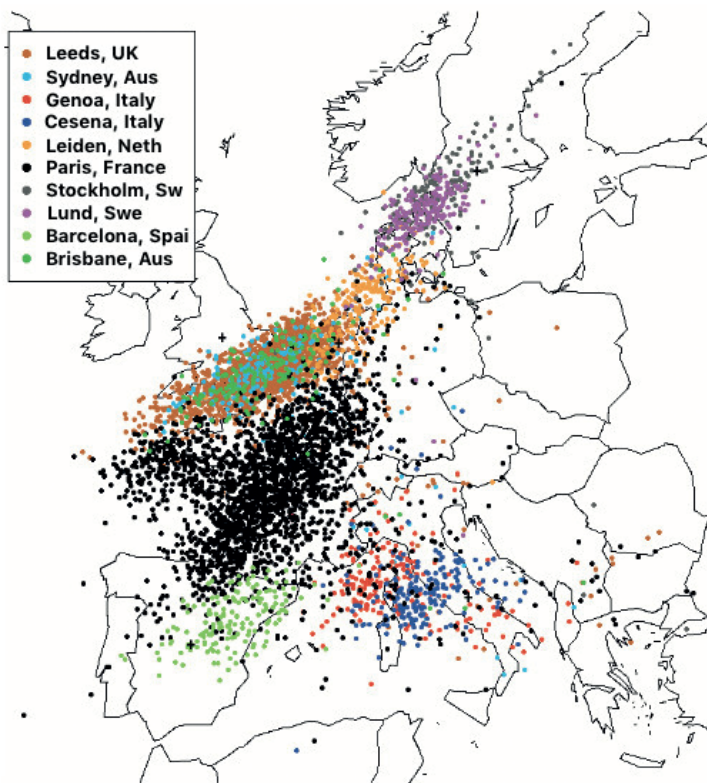 Leeds, UK
Sydney, Aus
Genoa, Italy
Cesena, Italy
Leiden, Neth
Paris, France
Stockholm, Sw
Lund, Swe
Barcelona, Spai
Brisbane, Aus